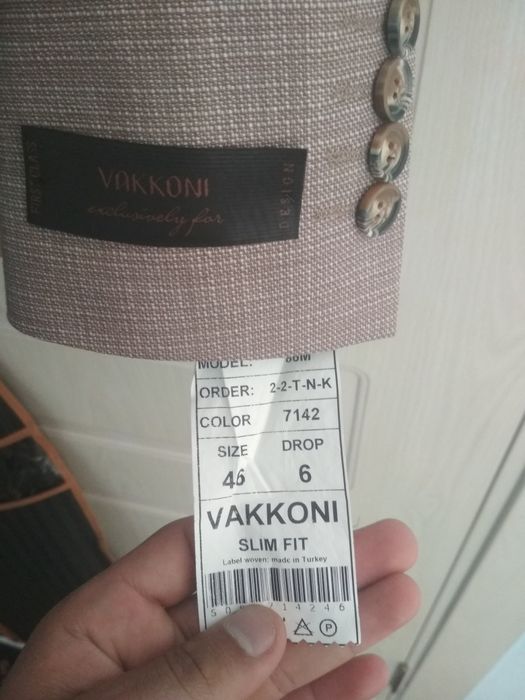 VAKKONI
exclusively for
DESIGN
MODEL: 86M
ORDER: 2-2-T-N-K
COLOR 7142
SIZE DROP
46 6
VAKKONI
SLIM FIT
Label woven: made in Turkey
P